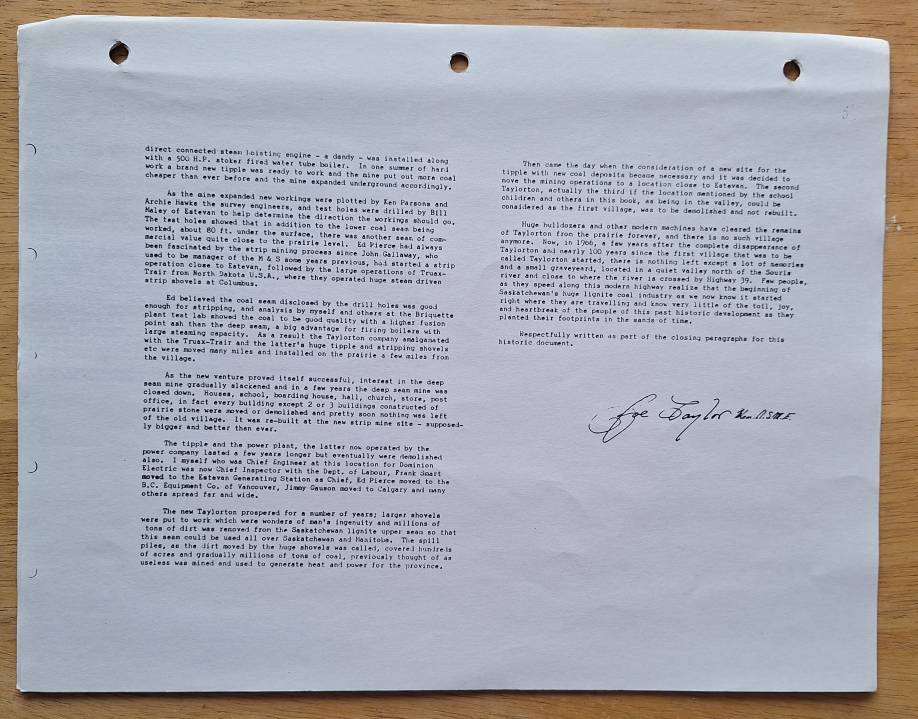 direct connected steam hoisting engine - a dandy - was installed along
with a 500 H.P. stoker fired water tube boiler. In one summer of hard
work a brand new tipple was ready to work and the mine put out more coal
cheaper than ever before and the mine expanded underground accordingly.
As the mine expanded new workings were plotted by Ken Parsons and
Archie Hawks the survey engineers, and test holes were drilled by Bill
Maley of Estevan to help determine the direction the workings should go.
The test holes showed that in addition to the lower coal seam being
worked, about 80 ft. under the surface, there was another seam of com-
mercial value quite close to the prairie level. Ed Pierce had always
been fascinated by the strip mining process since John Gallaway, who
used to be manager of the M & S some years previous, had started a strip
operation close to Estevan, followed by the large operations of Truax-
Trair from North Dakota U.S.A., where they operated huge steam driven
strip shovels at Columbus.
Ed believed the coal seam disclosed by the drill holes was good
enough for stripping, and analysis by myself and others at the Briquette
plant test lab showed the coal to be good quality with a higher fusion
point ash than the deep seam, a big advantage for firing boilers with
large steaming capacity. As a result the Taylorton company amalgamated
with the Truax-Trair and the latter's huge tipple and stripping shovels
etc were moved many miles and installed on the prairie a few miles from
the village.
As the new venture proved itself successful, interest in the deep
seam mine gradually slackened and in a few years the deep seam mine was
closed down. Houses, school, boarding house, hall, church, store, post
office, in fact every building except 2 or 3 buildings constructed of
prairie stone were moved or demolished and pretty soon nothing was left
of the old village. It was re-built at the new strip mine site - supposed-
ly bigger and better than ever.
The tipple and the power plant, the latter now operated by the
power company lasted a few years longer but eventually were demolished
also. I myself who was Chief Engineer at this location for Dominion
Electric was now Chief Inspector with the Dept. of Labour, Frank Smart
moved to the Estevan Generating Station as Chief, Ed Pierce moved to the
B.C. Equipment Co. of Vancouver, Jimmy Gauson moved to Calgary and many
others spread far and wide.
The new Taylorton prospered for a number of years; larger shovels
were put to work which were wonders of man's ingenuity and millions of
tons of dirt was removed from the Saskatchewan lignite upper seam so that
this seam could be used all over Saskatchewan and Manitoba. The spill
piles, as the dirt moved by the huge shovels was called, covered hundreds
of acres and gradually millions of tons of coal, previously thought of as
useless was mined and used to generate heat and power for the province.
5
Then came the day when the consideration of a new site for the
tipple with new coal deposits became necessary and it was decided to
move the mining operations to a location close to Estevan. The second
Taylorton, actually the third if the location mentioned by the school
children and others in this book, as being in the valley, could be
considered as the first village, was to be demolished and not rebuilt.
Huge bulldozers and other modern machines have cleared the remains
of Taylorton from the prairie forever, and there is no such village
anymore. Now, in 1966, a few years after the complete disappearance of
Taylorton and nearly 100 years since the first village that was to be
called Taylorton started, there is nothing left except a lot of memories
and a small graveyard, located in a quiet valley north of the Souris
river and close to where the river is crossed by Highway 39. Few people,
as they speed along this modern highway realize that the beginning of
Saskatchewan's huge lignite coal industry as we now know it started
right where they are travelling and know very little of the toil, joy,
and heartbreak of the people of this past historic development as they
planted their footprints in the sands of time.
Respectfully written as part of the closing paragraphs for this
historic document.
Joe Taylor